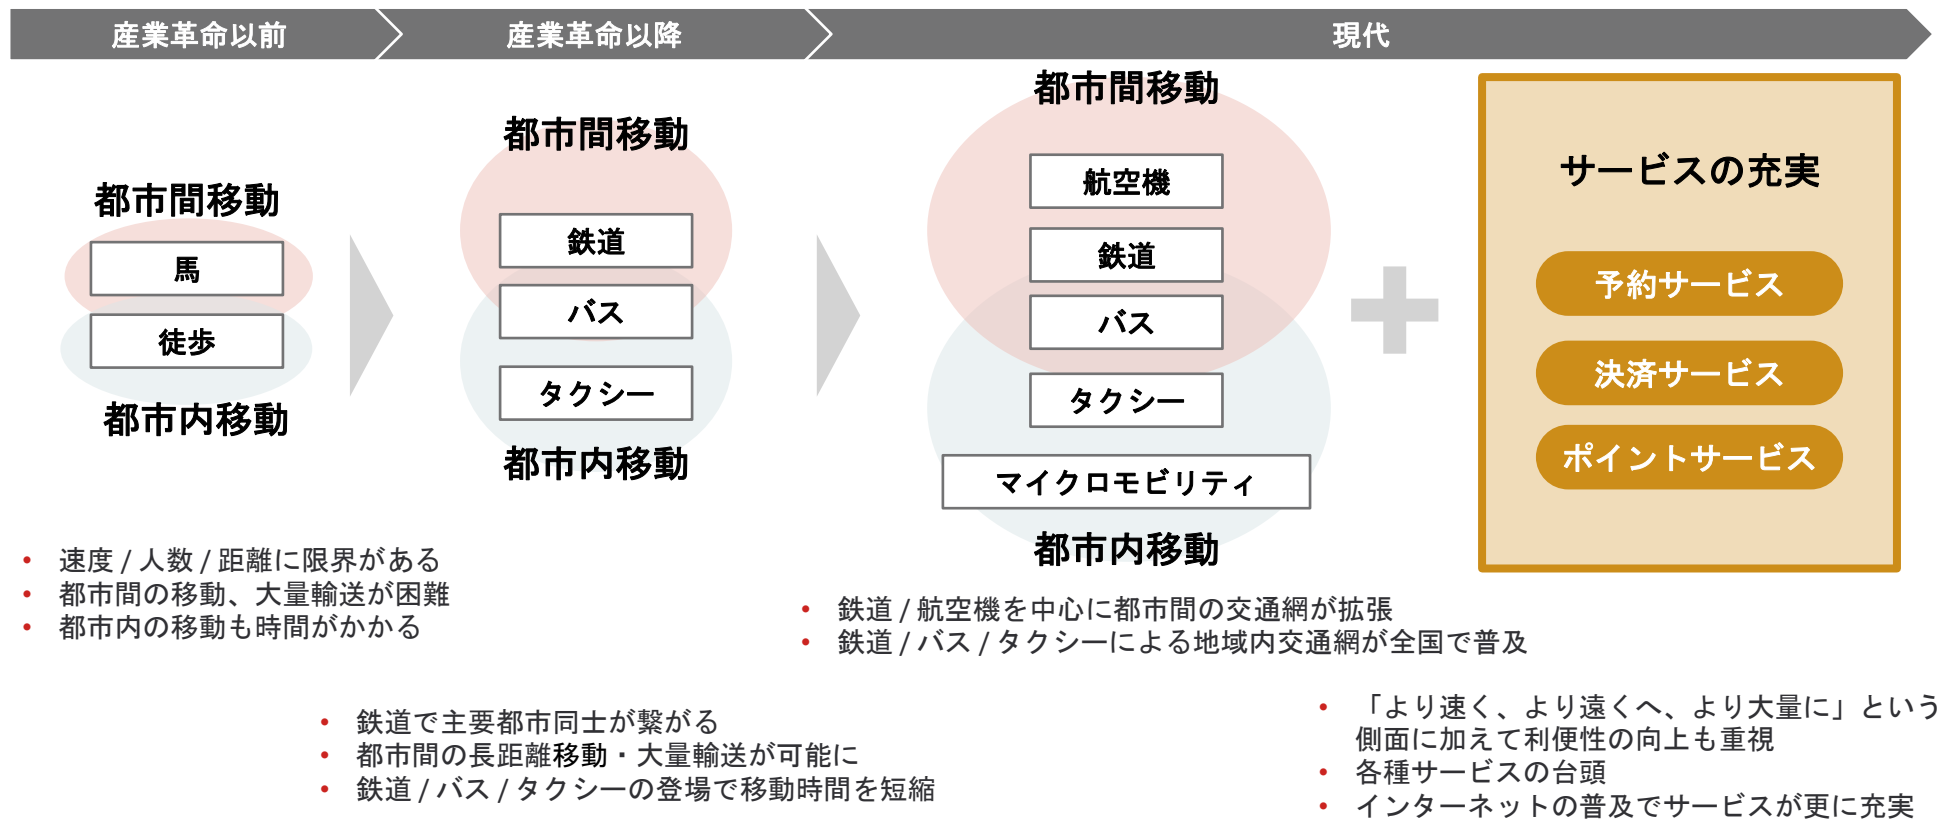 産業革命以前
産業革命以降
現代
都市間移動
馬
徒歩
都市内移動
都市間移動
鉄道
バス
タクシー
都市内移動
都市間移動
航空機
鉄道
バス
タクシー
マイクロモビリティ
都市内移動
サービスの充実
予約サービス
決済サービス
ポイントサービス
• 速度 / 人数 / 距離に限界がある
• 都市間の移動、大量輸送が困難
• 都市内の移動も時間がかかる
• 鉄道で主要都市同士が繋がる
• 都市間の長距離移動・大量輸送が可能に
• 鉄道 / バス / タクシーの登場で移動時間を短縮
• 鉄道 / 航空機を中心に都市間の交通網が拡張
• 鉄道 / バス / タクシーによる地域内交通網が全国で普及
• 「より速く、より遠くへ、より大量に」という
側面に加えて利便性の向上も重視
• 各種サービスの台頭
• インターネットの普及でサービスが更に充実